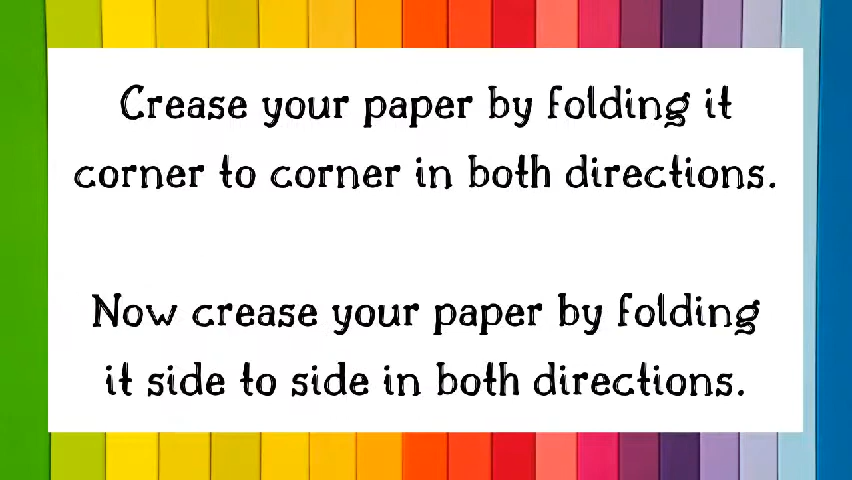 Crease your paper by folding it
corner to corner in both directions.
Now crease your paper by folding
it side to side in both directions.